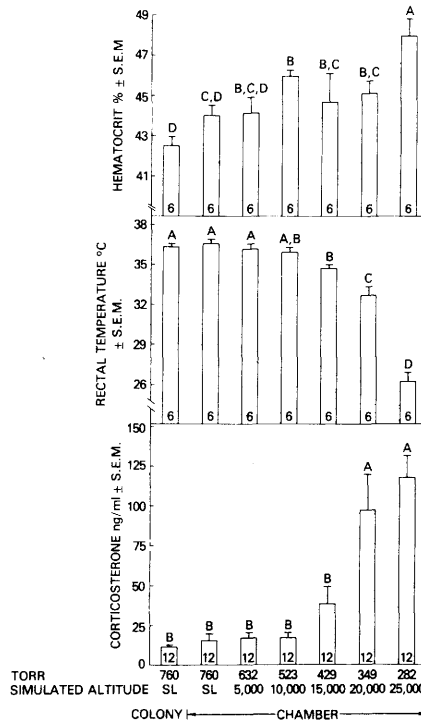 HEMATOCRIT % ± S.E.M
49
47
45
43
41
D
C,D
B,C,D
B
B,C
B,C
A
6 6 6 6 6 6 6
RECTAL TEMPERATURE °C
± S.E.M.
38
35
32
29
26
A
A
A
A,B
B
C
D
6 6 6 6 6 6 6
CORTICOSTERONE ng/ml ± S.E.M.
150
125
100
75
50
25
0
B
B
B
B
B
A
A
12 12 12 12 12 12 12
TORR 760 760 632 523 429 349 282
SIMULATED ALTITUDE SL SL 5,000 10,000 15,000 20,000 25,000
COLONY CHAMBER